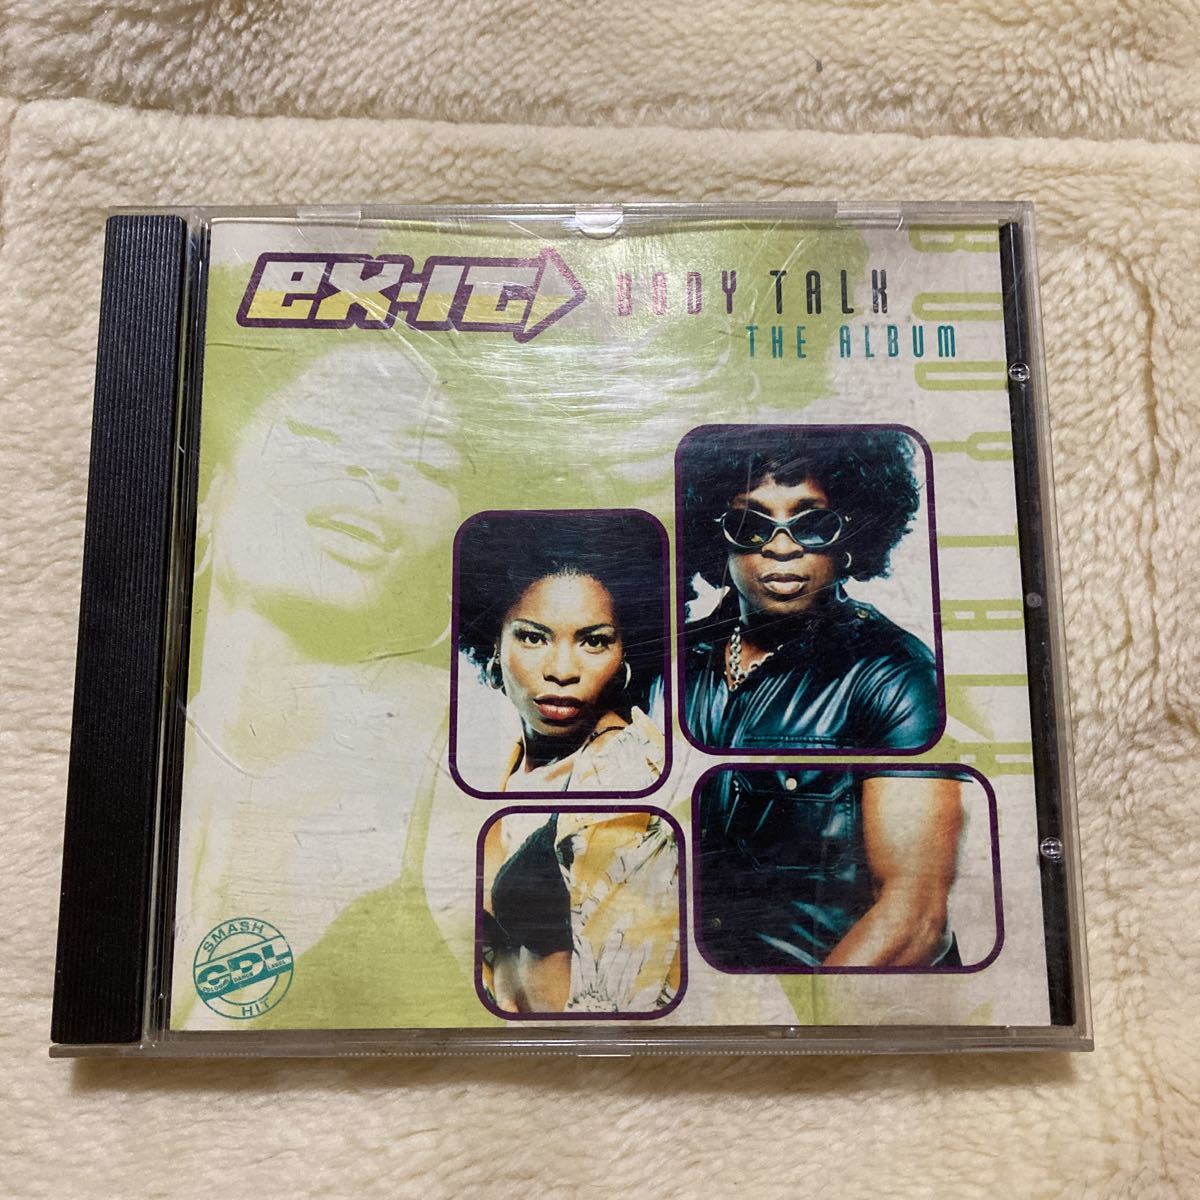 ex-it
BODY TALK
THE ALBUM
BODY TALK
SMASH
CDL
HIT